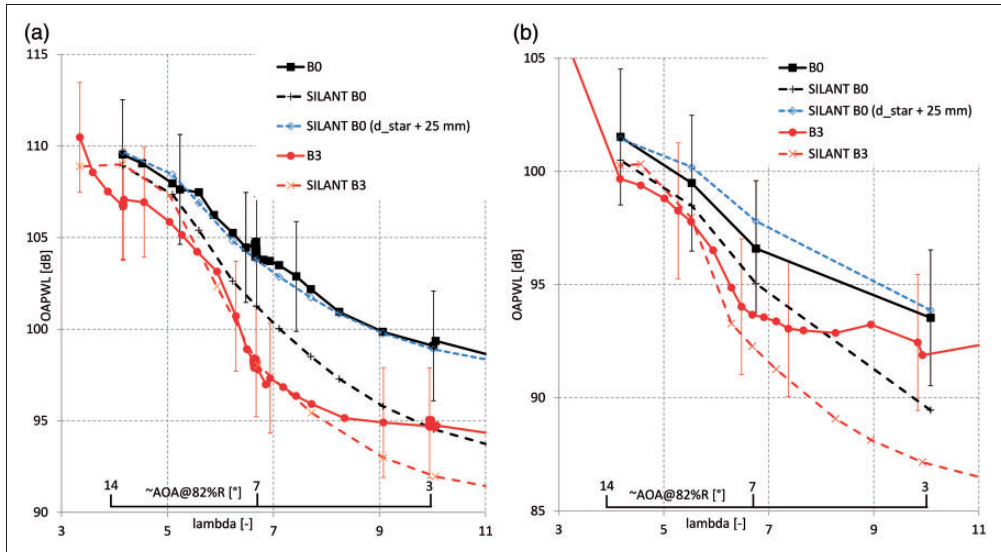 (a)
115
110
105
100
95
90
OAPWL [dB]
B0
SILANT B0
SILANT B0 (d_star + 25 mm)
B3
SILANT B3
14
~AOA@82%R [°]
7
3
lambda [-]
3 5 7 9 11
(b)
105
100
95
90
85
OAPWL [dB]
B0
SILANT B0
SILANT B0 (d_star + 25 mm)
B3
SILANT B3
14
~AOA@82%R [°]
7
3
lambda [-]
3 5 7 9 11